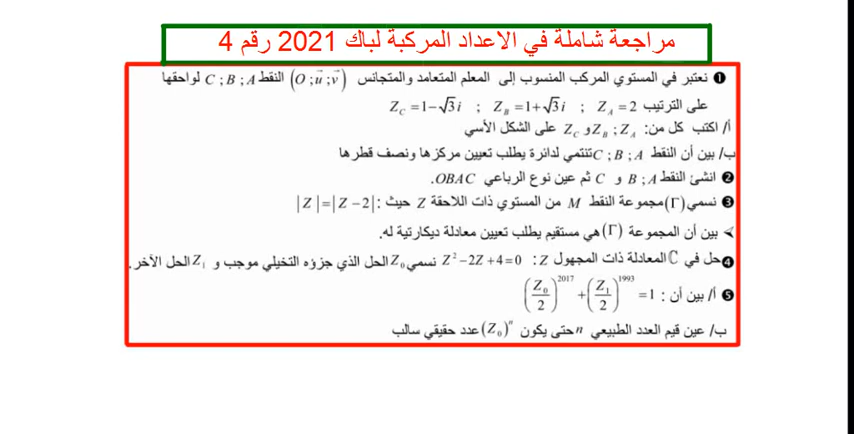 مراجعة شاملة في الاعداد المركبة لباك 2021 رقم 4
❶ نعتبر في المستوي المركب المنسوب إلى المعلم المتعامد والمتجانس (O ; u⃗ ; v⃗) النقط A ; B ; C لواحقها
على الترتيب Z_A = 2 ; Z_B = 1+√3i ; Z_C = 1−√3i
أ/ اكتب كل من: Z_A ; Z_B و Z_C على الشكل الأسي
ب/ بين أن النقط A ; B ; C تنتمي لدائرة يطلب تعيين مركزها ونصف قطرها
❷ انشئ النقط A ; B و C ثم عين نوع الرباعي OBAC.
❸ نسمي (Γ) مجموعة النقط M من المستوي ذات اللاحقة Z حيث: |Z| = |Z − 2|
➢ بين أن المجموعة (Γ) هي مستقيم يطلب تعيين معادلة ديكارتية له.
❹ حل في ℂ المعادلة ذات المجهول Z: Z² − 2Z + 4 = 0 نسمي Z₀ الحل الذي جزؤه التخيلي موجب و Z₁ الحل الآخر.
❺ أ/ بين أن : (Z₀/2)^2017 + (Z₁/2)^1993 = 1
ب/ عين قيم العدد الطبيعي n حتى يكون (Z₀)^n عدد حقيقي سالب